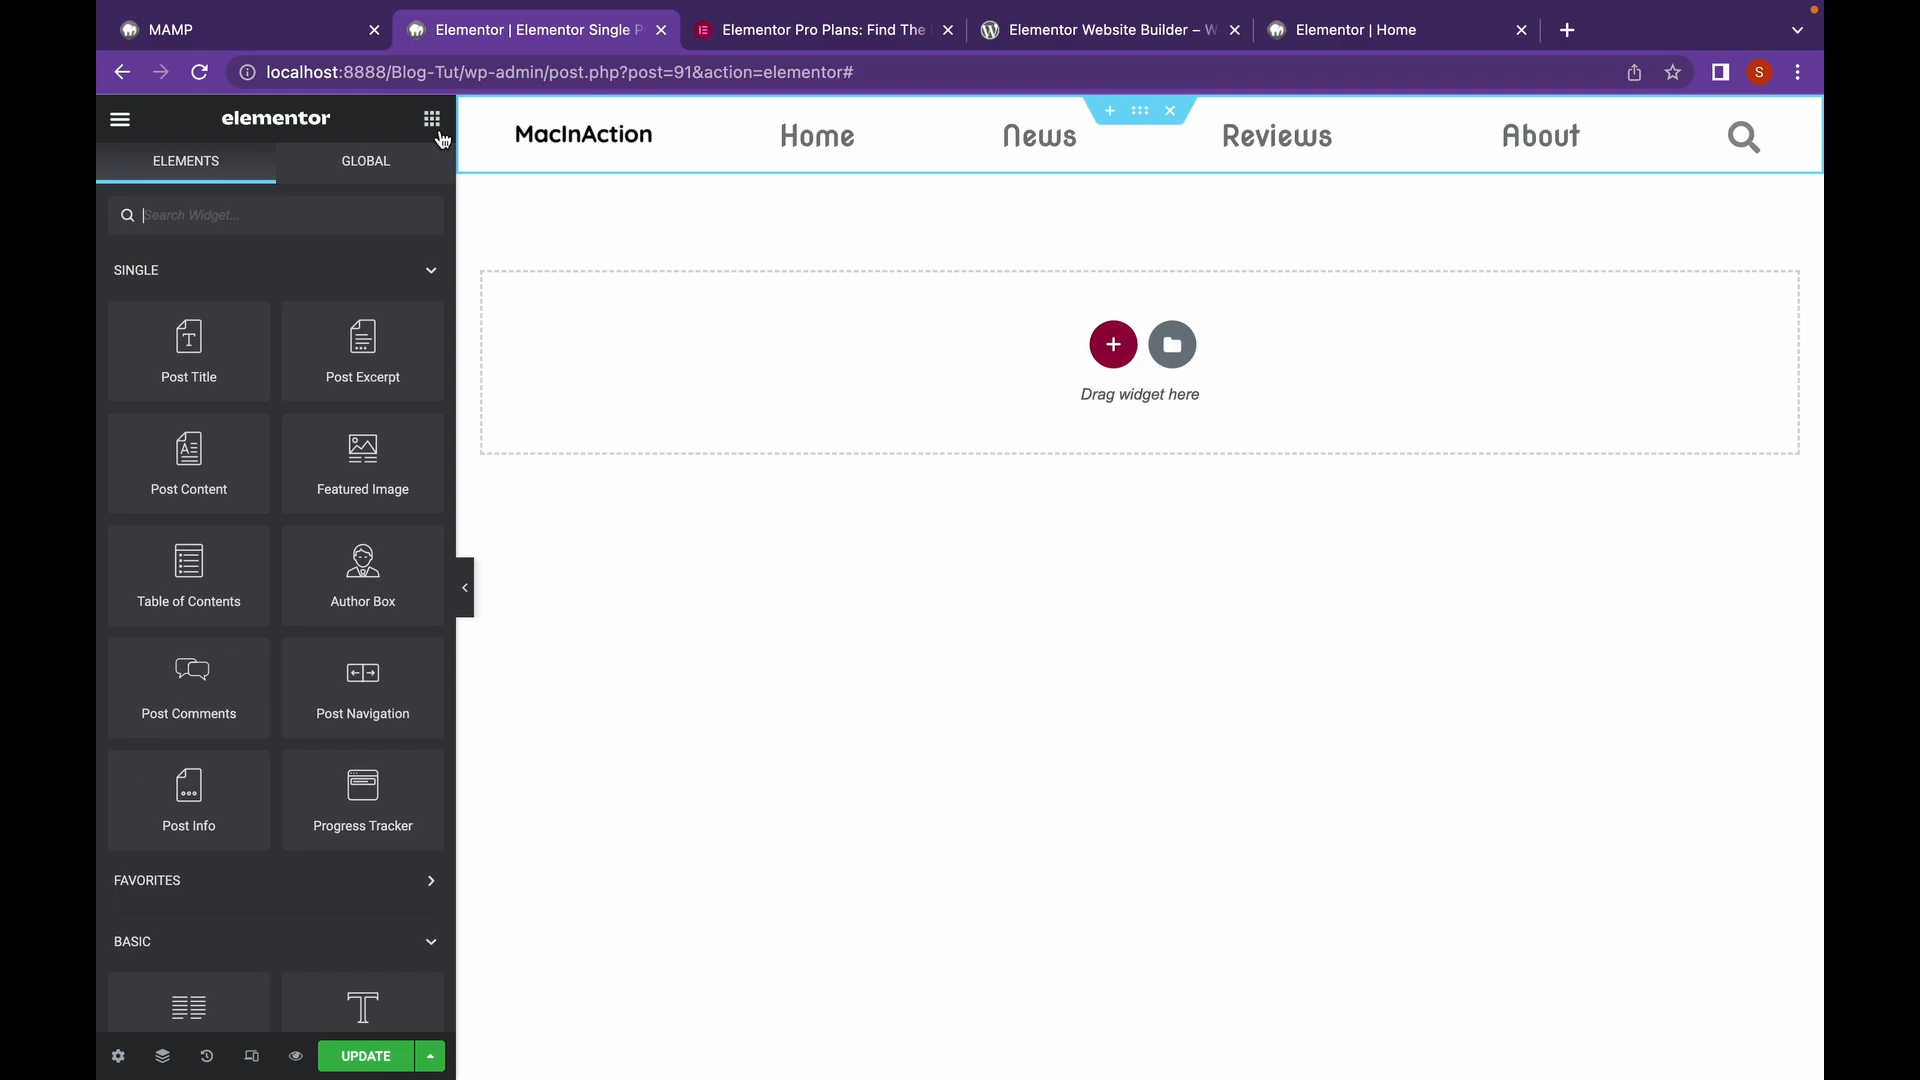 MAMP
Elementor | Elementor Single P
Elementor Pro Plans: Find The
Elementor Website Builder – W
Elementor | Home
localhost:8888/Blog-Tut/wp-admin/post.php?post=91&action=elementor#
S
elementor
ELEMENTS
GLOBAL
Search Widget...
SINGLE
Post Title
Post Excerpt
Post Content
Featured Image
Table of Contents
Author Box
Post Comments
Post Navigation
Post Info
Progress Tracker
FAVORITES
BASIC
UPDATE
MacInAction
Home
News
Reviews
About
Drag widget here